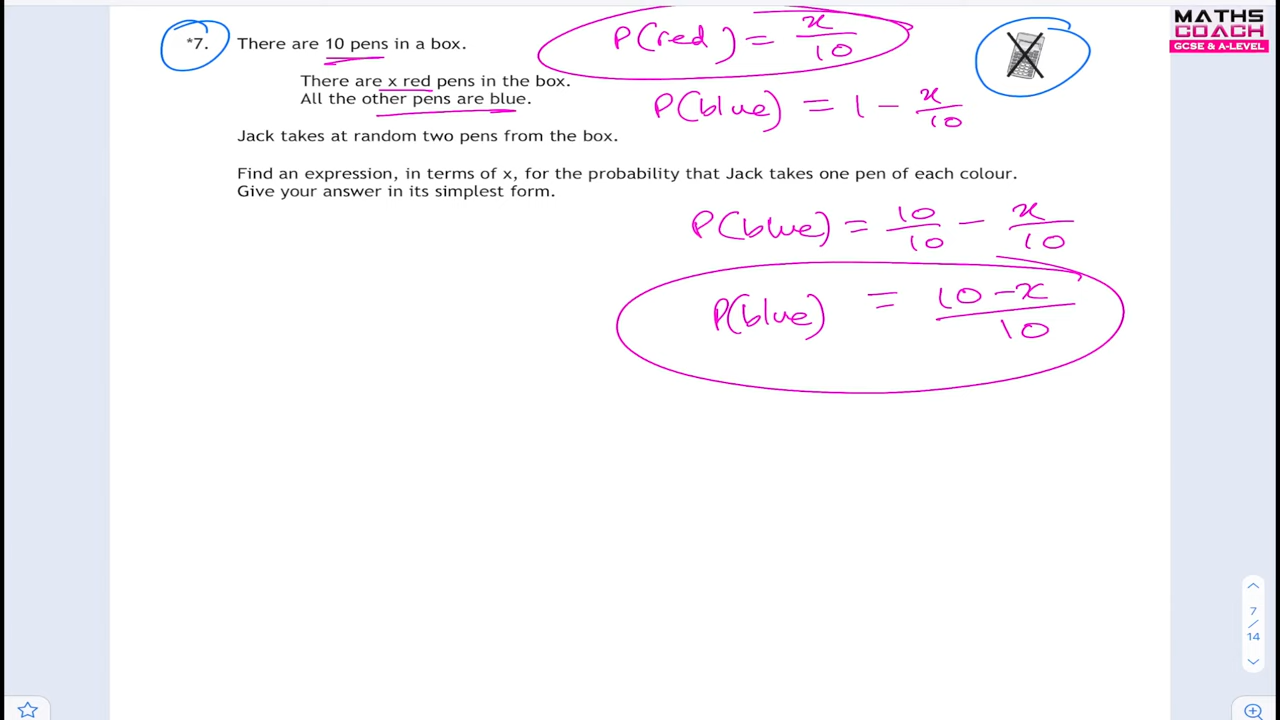 *7. There are 10 pens in a box.
There are x red pens in the box.
All the other pens are blue.
Jack takes at random two pens from the box.
Find an expression, in terms of x, for the probability that Jack takes one pen of each colour.
Give your answer in its simplest form.
P(red) = x/10
P(blue) = 1 - x/10
P(blue) = 10/10 - x/10
P(blue) = 10-x/10
MATHS
COACH
GCSE & A-LEVEL
7
/
14